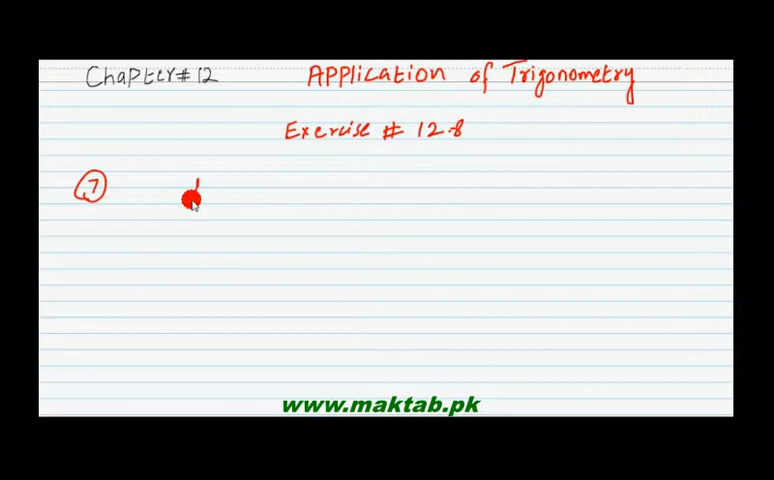 Chapter # 12 Application of Trigonometry
Exercise # 12.8
7
www.maktab.pk